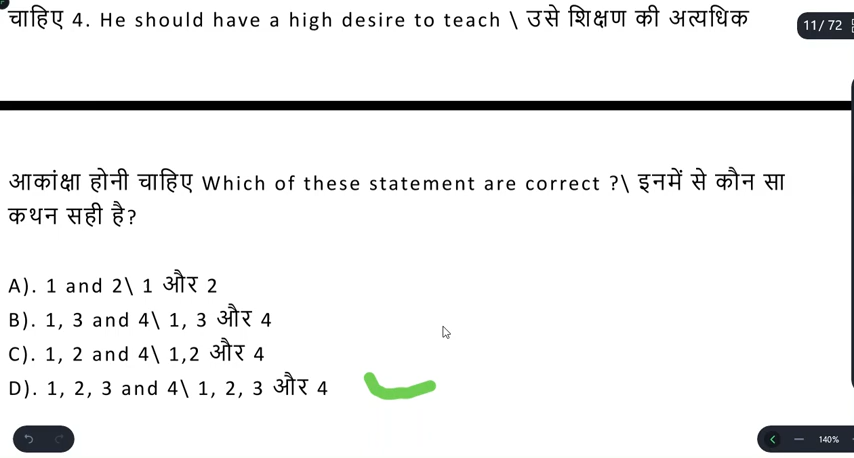 चाहिए 4. He should have a high desire to teach \ उसे शिक्षण की अत्यधिक
11/ 72
आकांक्षा होनी चाहिए Which of these statement are correct ?\ इनमें से कौन सा
कथन सही है?
A). 1 and 2\ 1 और 2
B). 1, 3 and 4\ 1, 3 और 4
C). 1, 2 and 4\ 1,2 और 4
D). 1, 2, 3 and 4\ 1, 2, 3 और 4
140%